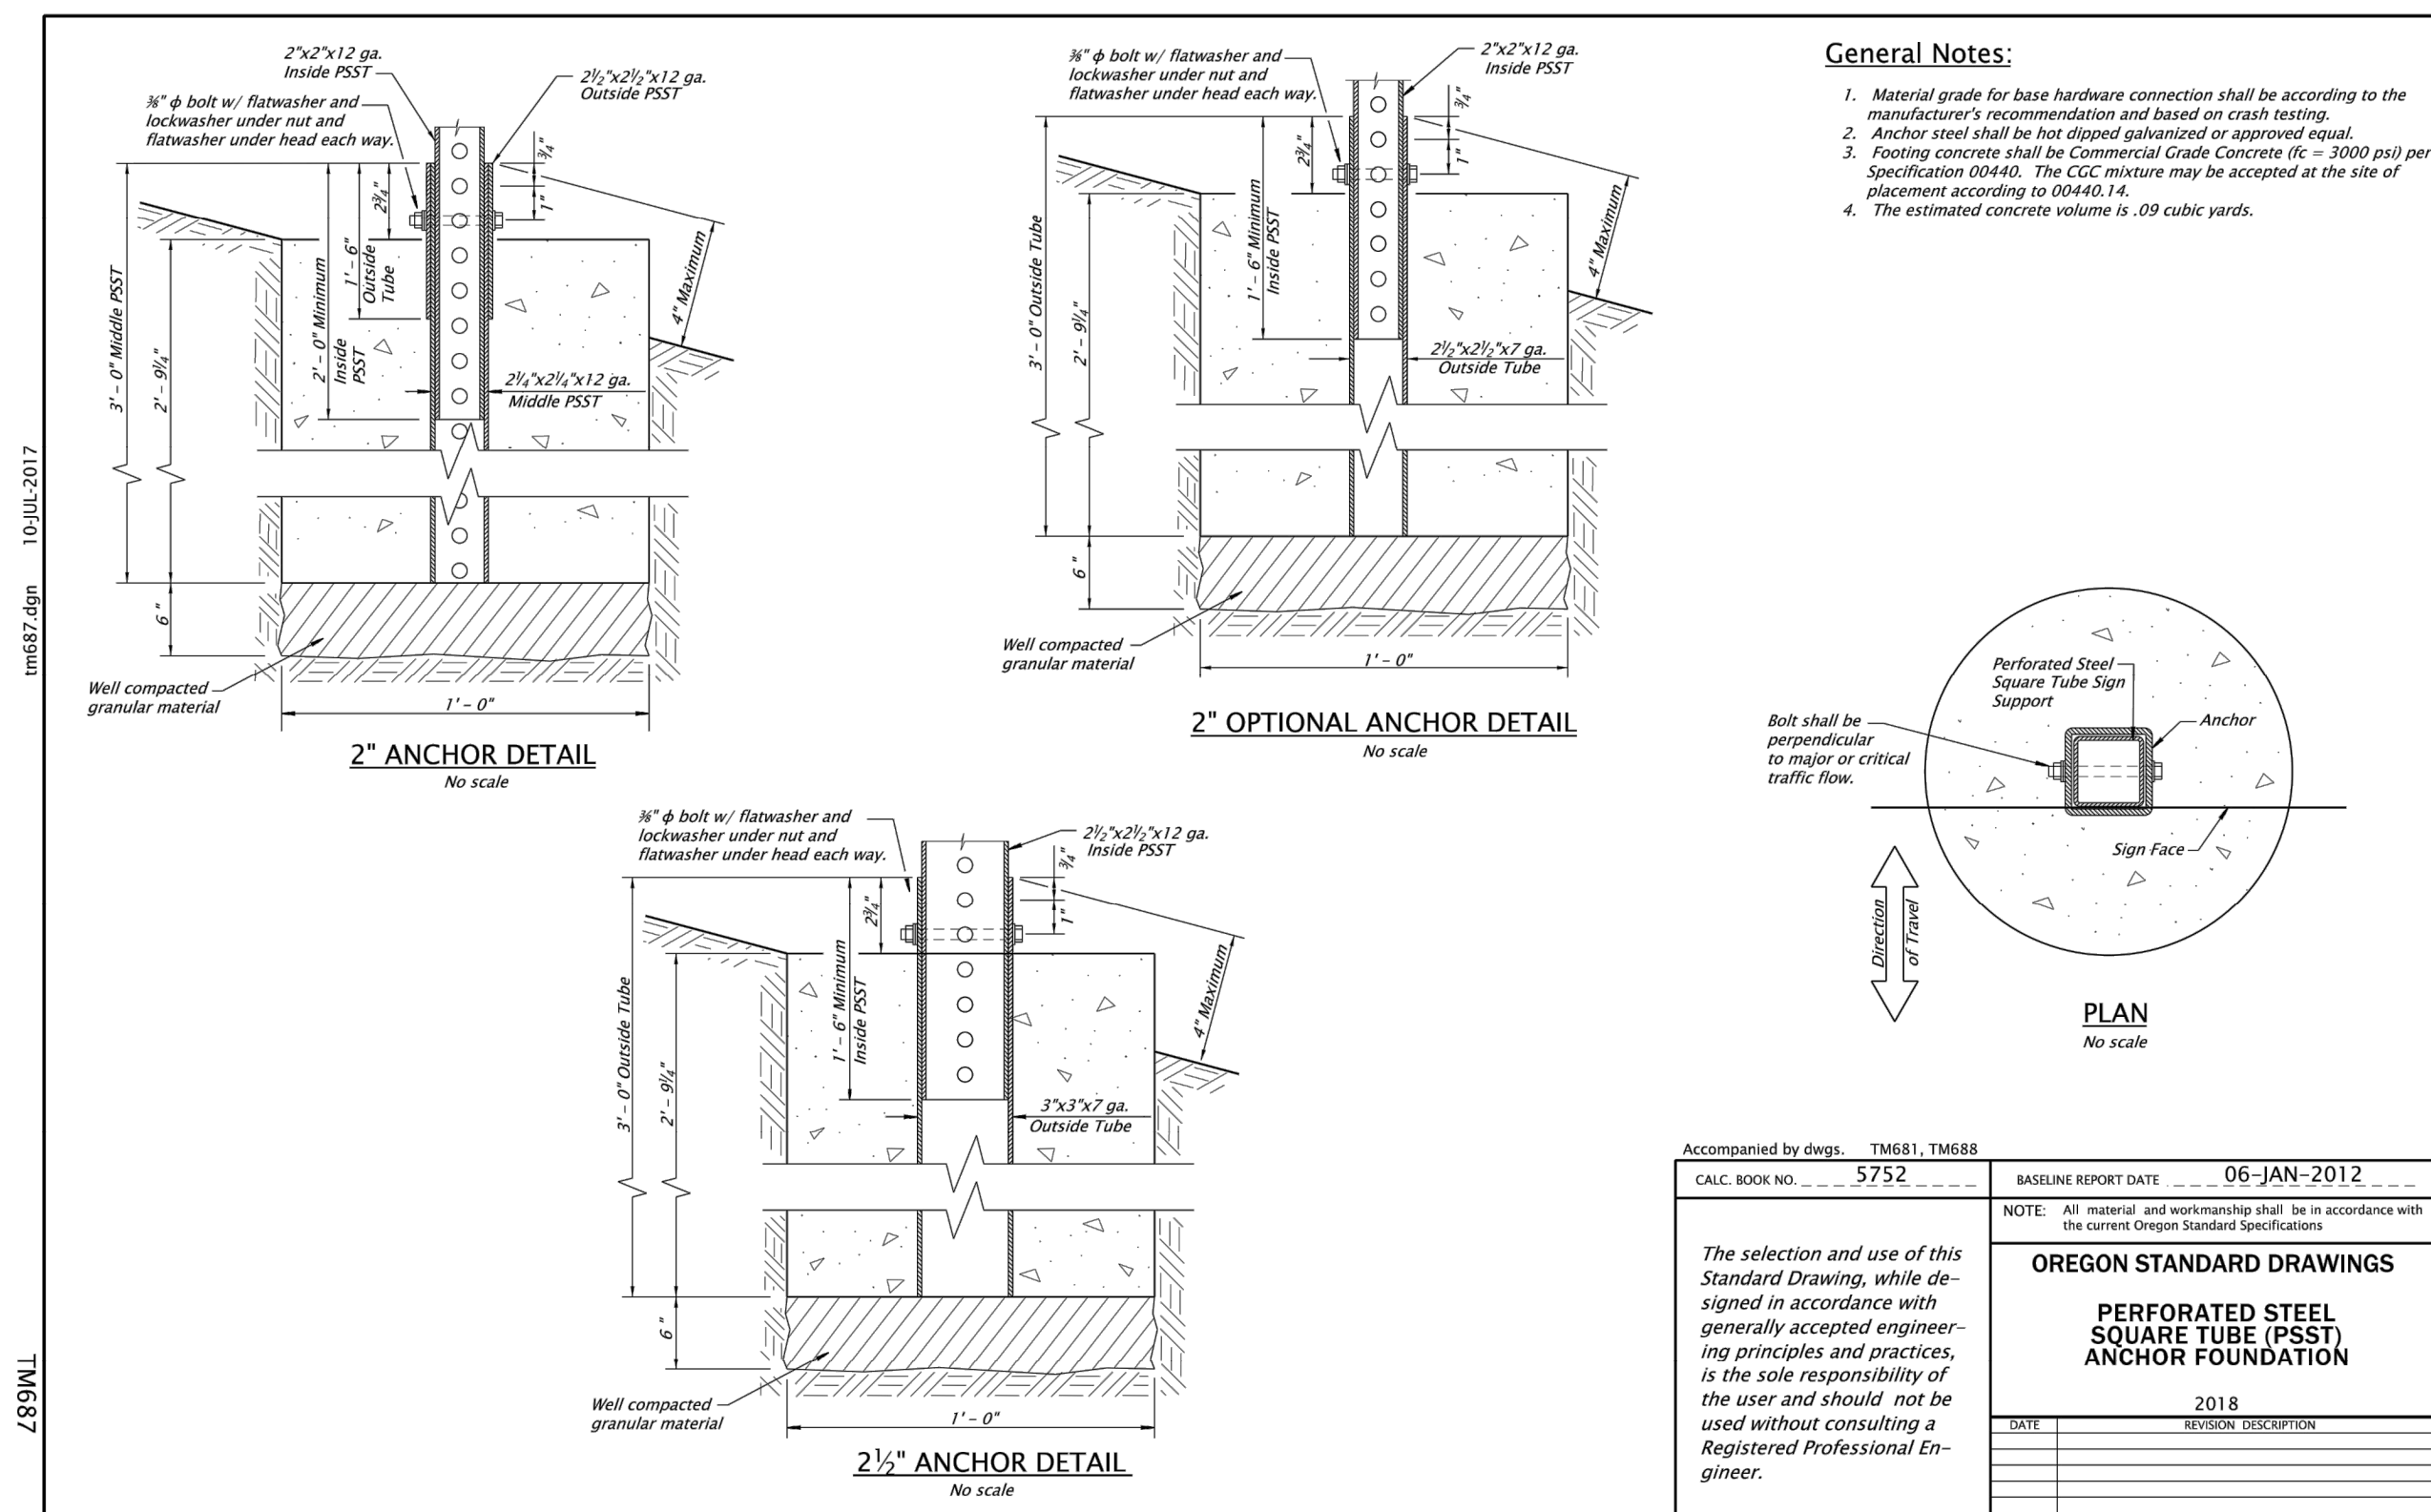 2"x2"x12 ga.
Inside PSST
2½"x2½"x12 ga.
Outside PSST
⅜" ϕ bolt w/ flatwasher and
lockwasher under nut and
flatwasher under head each way.
¾"
1"
2¾"
1' – 6"
Outside
Tube
2' – 0" Minimum
Inside
PSST
3' – 0" Middle PSST
2' – 9¼"
4" Maximum
2¼"x2¼"x12 ga.
Middle PSST
6"
Well compacted
granular material
1' – 0"
2" ANCHOR DETAIL
No scale
⅜" ϕ bolt w/ flatwasher and
lockwasher under nut and
flatwasher under head each way.
2"x2"x12 ga.
Inside PSST
¾"
1"
2¾"
1' – 6" Minimum
Inside PSST
3' – 0" Outside Tube
2' – 9¼"
4" Maximum
2½"x2½"x7 ga.
Outside Tube
6"
Well compacted
granular material
1' – 0"
2" OPTIONAL ANCHOR DETAIL
No scale
⅜" ϕ bolt w/ flatwasher and
lockwasher under nut and
flatwasher under head each way.
2½"x2½"x12 ga.
Inside PSST
¾"
1"
2¾"
1' – 6" Minimum
Inside PSST
3' – 0" Outside Tube
2' – 9¼"
4" Maximum
3"x3"x7 ga.
Outside Tube
6"
Well compacted
granular material
1' – 0"
2½" ANCHOR DETAIL
No scale
General Notes:
1. Material grade for base hardware connection shall be according to the
manufacturer's recommendation and based on crash testing.
2. Anchor steel shall be hot dipped galvanized or approved equal.
3. Footing concrete shall be Commercial Grade Concrete (fc = 3000 psi) per
Specification 00440. The CGC mixture may be accepted at the site of
placement according to 00440.14.
4. The estimated concrete volume is .09 cubic yards.
Perforated Steel
Square Tube Sign
Support
Anchor
Bolt shall be
perpendicular
to major or critical
traffic flow.
Sign Face
Direction
of Travel
PLAN
No scale
Accompanied by dwgs. TM681, TM688
CALC. BOOK NO. 5752
BASELINE REPORT DATE 06-JAN-2012
NOTE: All material and workmanship shall be in accordance with
the current Oregon Standard Specifications
The selection and use of this
Standard Drawing, while de-
signed in accordance with
generally accepted engineer-
ing principles and practices,
is the sole responsibility of
the user and should not be
used without consulting a
Registered Professional En-
gineer.
OREGON STANDARD DRAWINGS
PERFORATED STEEL
SQUARE TUBE (PSST)
ANCHOR FOUNDATION
2018
DATE REVISION DESCRIPTION
tm687.dgn 10-JUL-2017
TM687